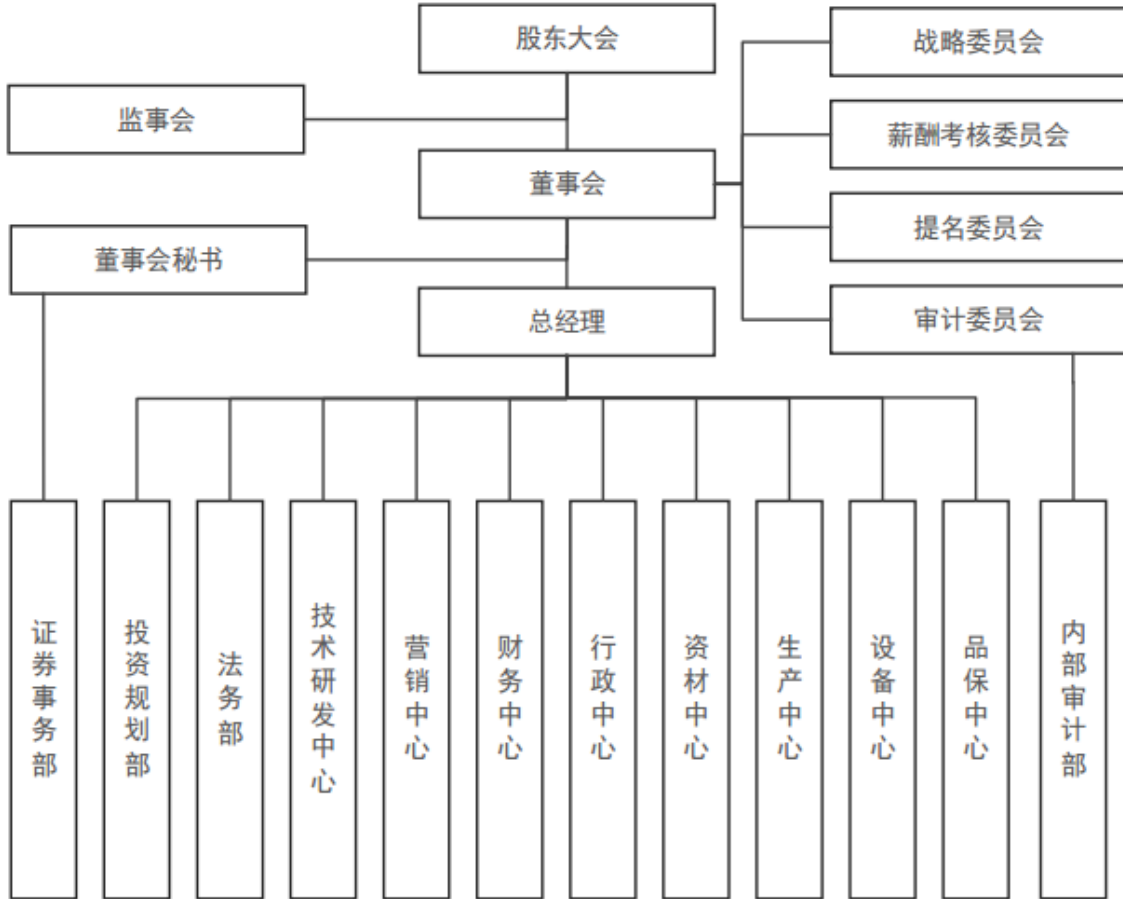 股东大会
战略委员会
监事会
薪酬考核委员会
董事会
提名委员会
董事会秘书
总经理
审计委员会
证券事务部
投资规划部
法务部
技术研发中心
营销中心
财务中心
行政中心
资材中心
生产中心
设备中心
品保中心
内部审计部